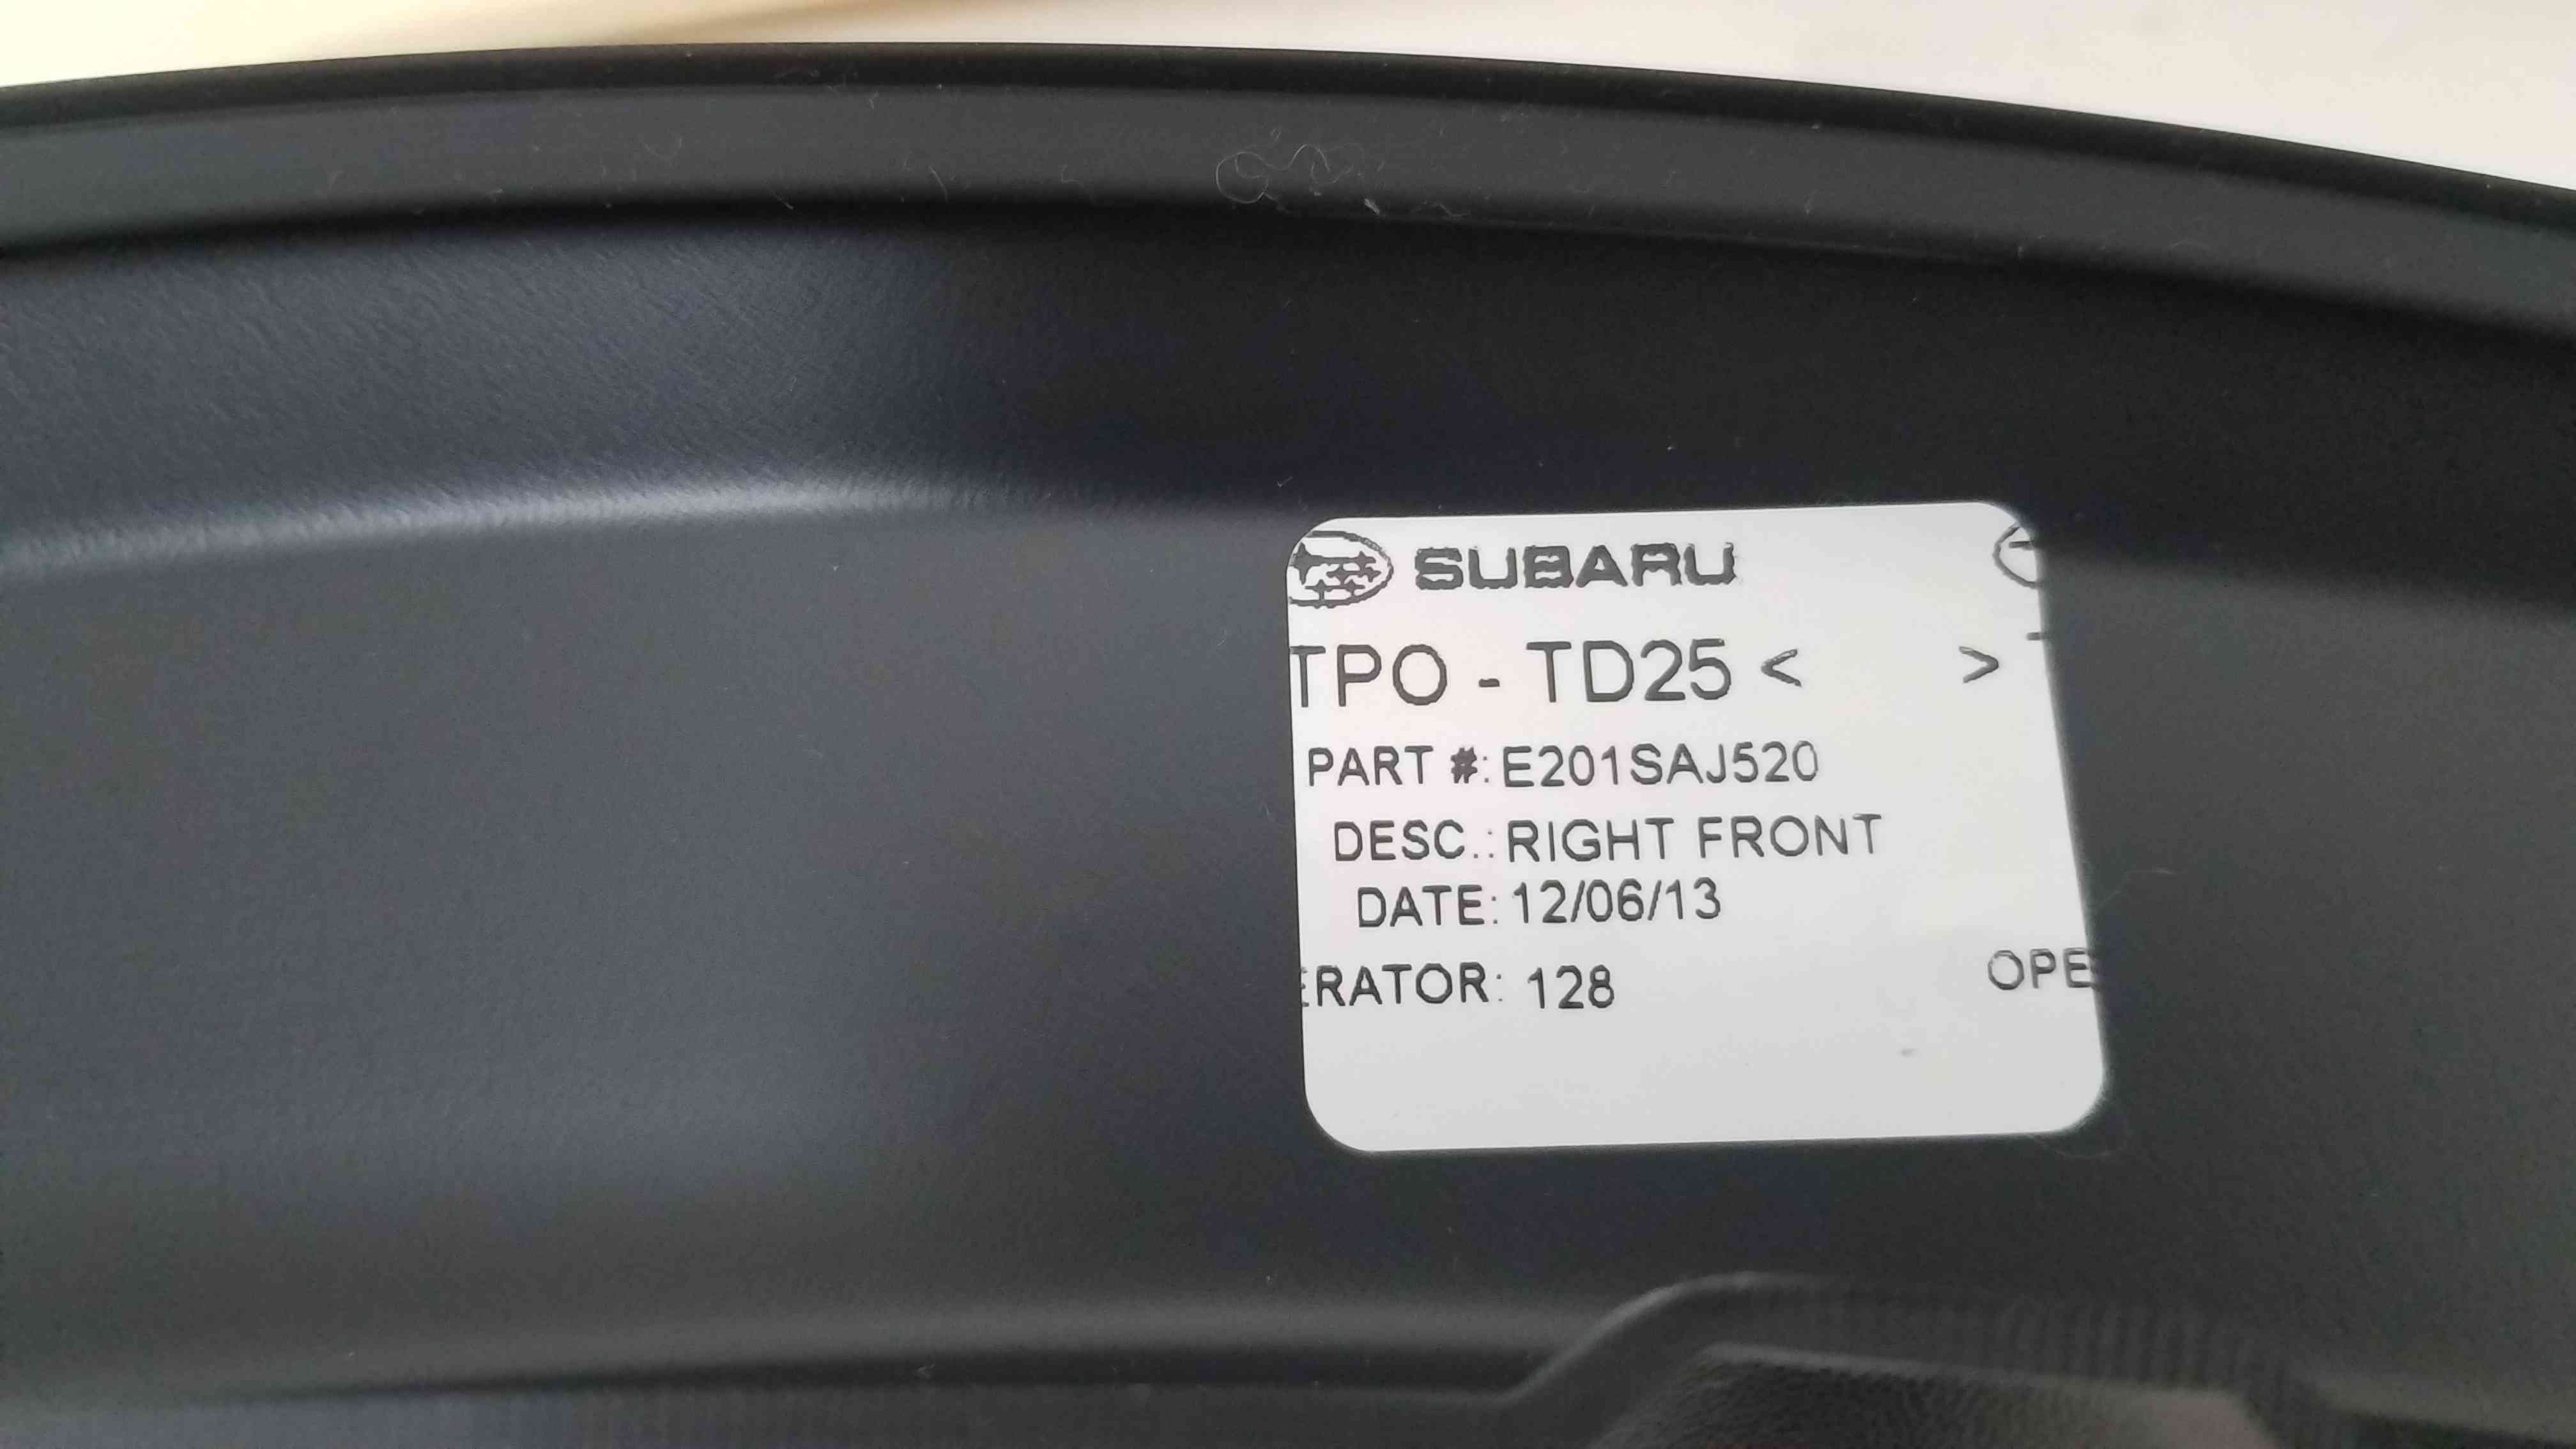 SUBARU
TPO - TD25 < >
PART #: E201SAJ520
DESC.: RIGHT FRONT
DATE: 12/06/13
ERATOR: 128 OPE